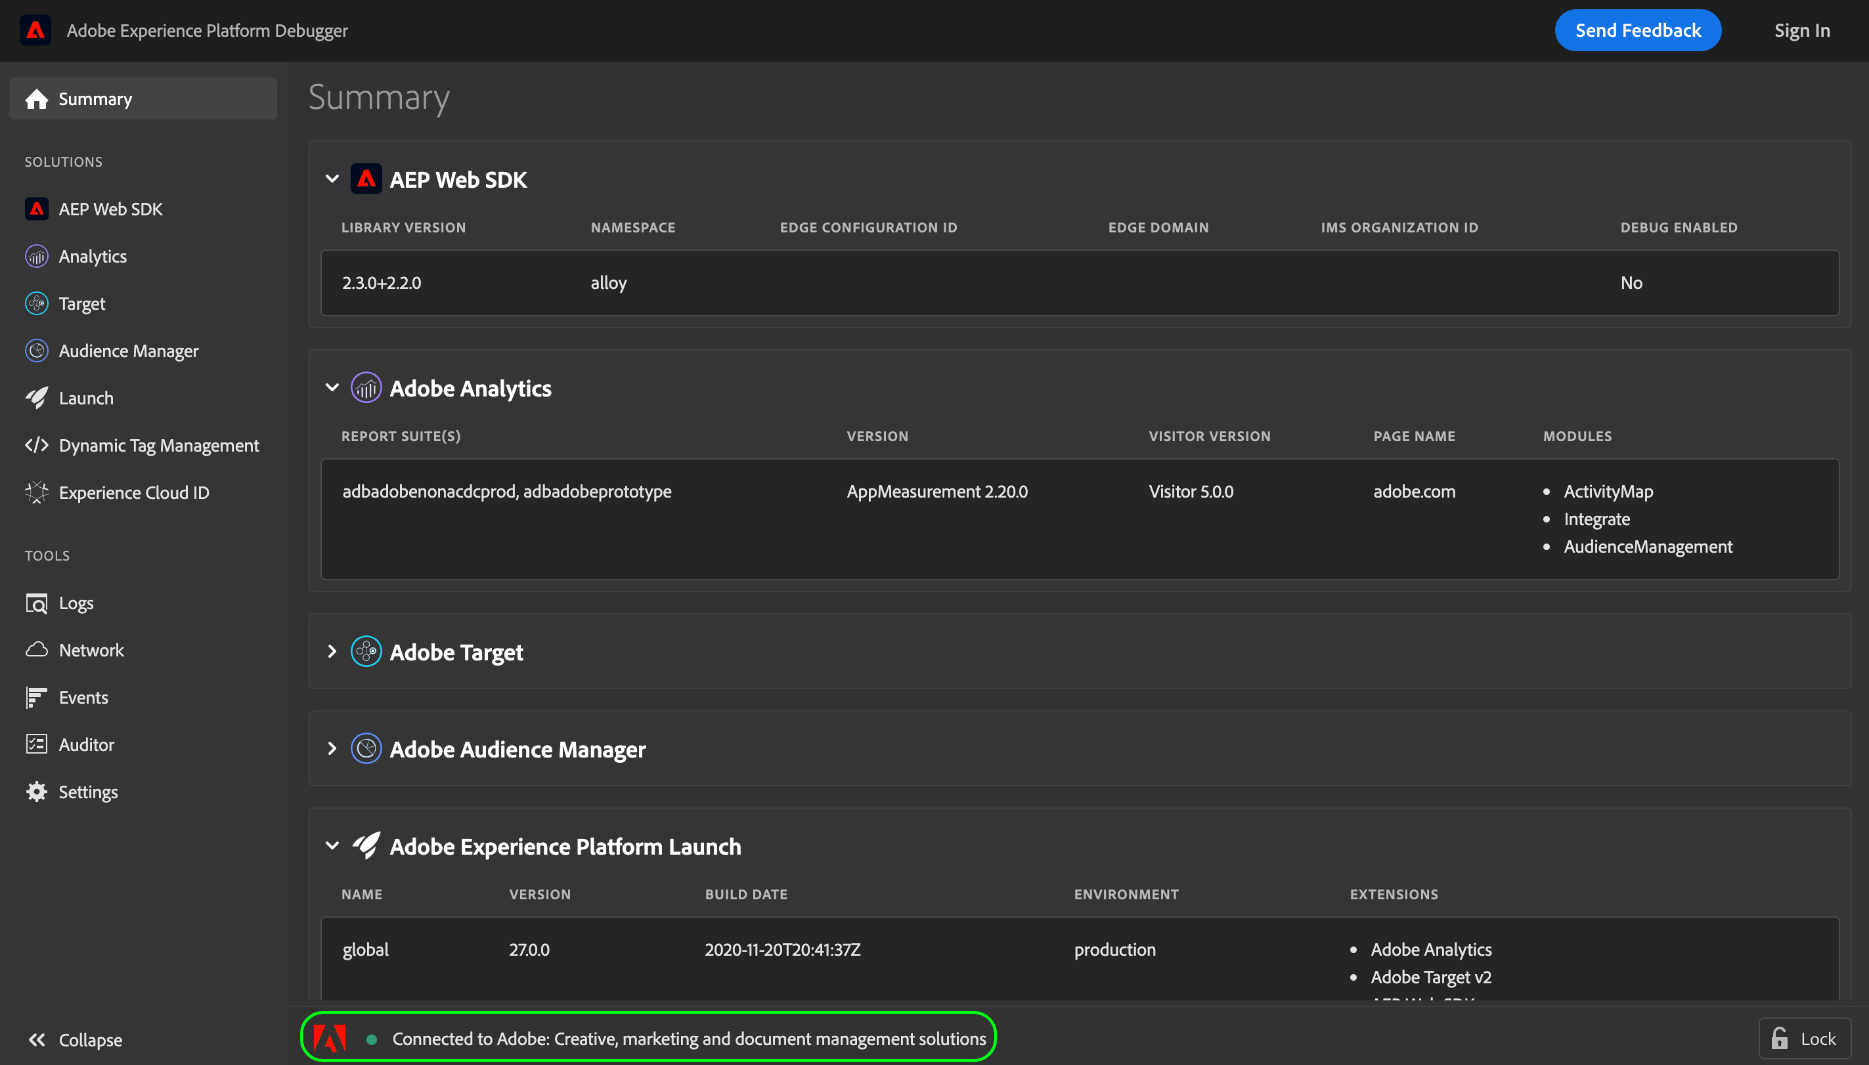 Adobe Experience Platform Debugger
Send Feedback
Sign In
Summary
SOLUTIONS
AEP Web SDK
Analytics
Target
Audience Manager
Launch
Dynamic Tag Management
Experience Cloud ID
TOOLS
Logs
Network
Events
Auditor
Settings
Collapse
Summary
AEP Web SDK
LIBRARY VERSION NAMESPACE EDGE CONFIGURATION ID EDGE DOMAIN IMS ORGANIZATION ID DEBUG ENABLED
2.3.0+2.2.0 alloy No
Adobe Analytics
REPORT SUITE(S) VERSION VISITOR VERSION PAGE NAME MODULES
adbadobenonacdcprod, adbadobeprototype AppMeasurement 2.20.0 Visitor 5.0.0 adobe.com • ActivityMap
• Integrate
• AudienceManagement
Adobe Target
Adobe Audience Manager
Adobe Experience Platform Launch
NAME VERSION BUILD DATE ENVIRONMENT EXTENSIONS
global 27.0.0 2020-11-20T20:41:37Z production • Adobe Analytics
• Adobe Target v2
AEP Web SDK
Connected to Adobe: Creative, marketing and document management solutions
Lock